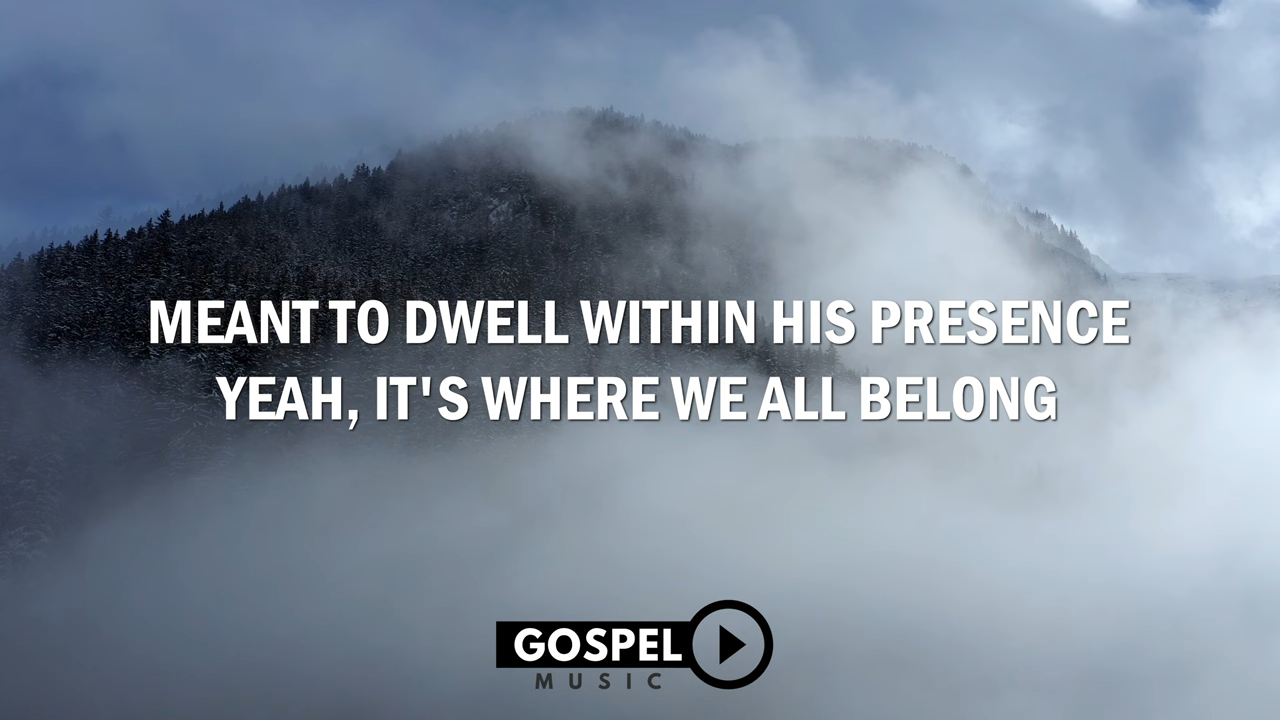 MEANT TO DWELL WITHIN HIS PRESENCE
YEAH, IT'S WHERE WE ALL BELONG
GOSPEL
MUSIC